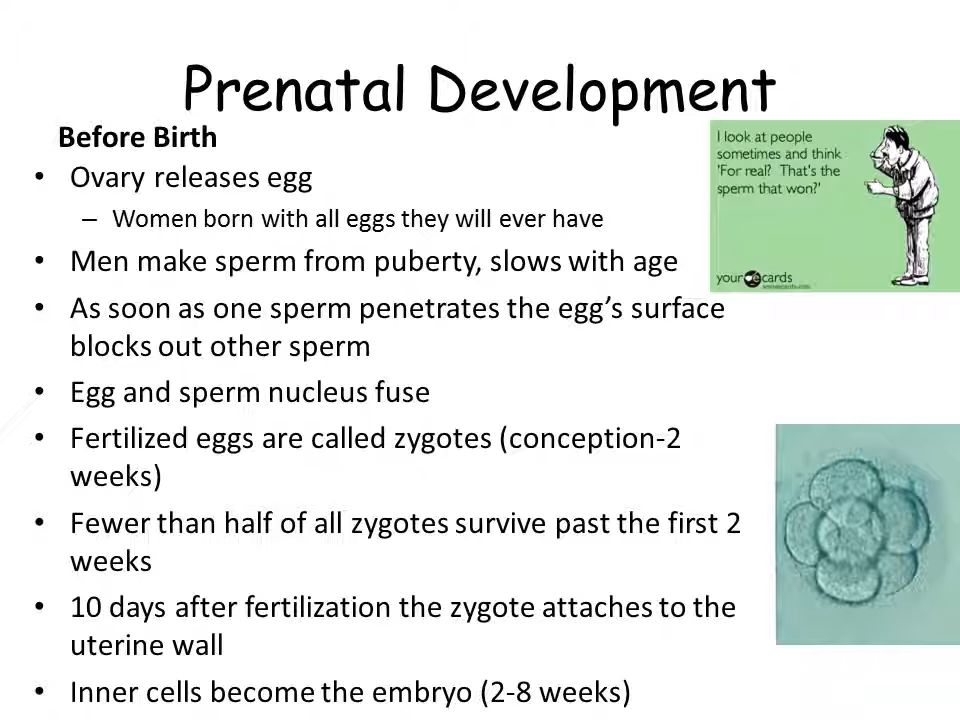 Prenatal Development
Before Birth
• Ovary releases egg
– Women born with all eggs they will ever have
• Men make sperm from puberty, slows with age
• As soon as one sperm penetrates the egg’s surface
blocks out other sperm
• Egg and sperm nucleus fuse
• Fertilized eggs are called zygotes (conception-2
weeks)
• Fewer than half of all zygotes survive past the first 2
weeks
• 10 days after fertilization the zygote attaches to the
uterine wall
• Inner cells become the embryo (2-8 weeks)
I look at people
sometimes and think
'For real? That's the
sperm that won?'
your ecards